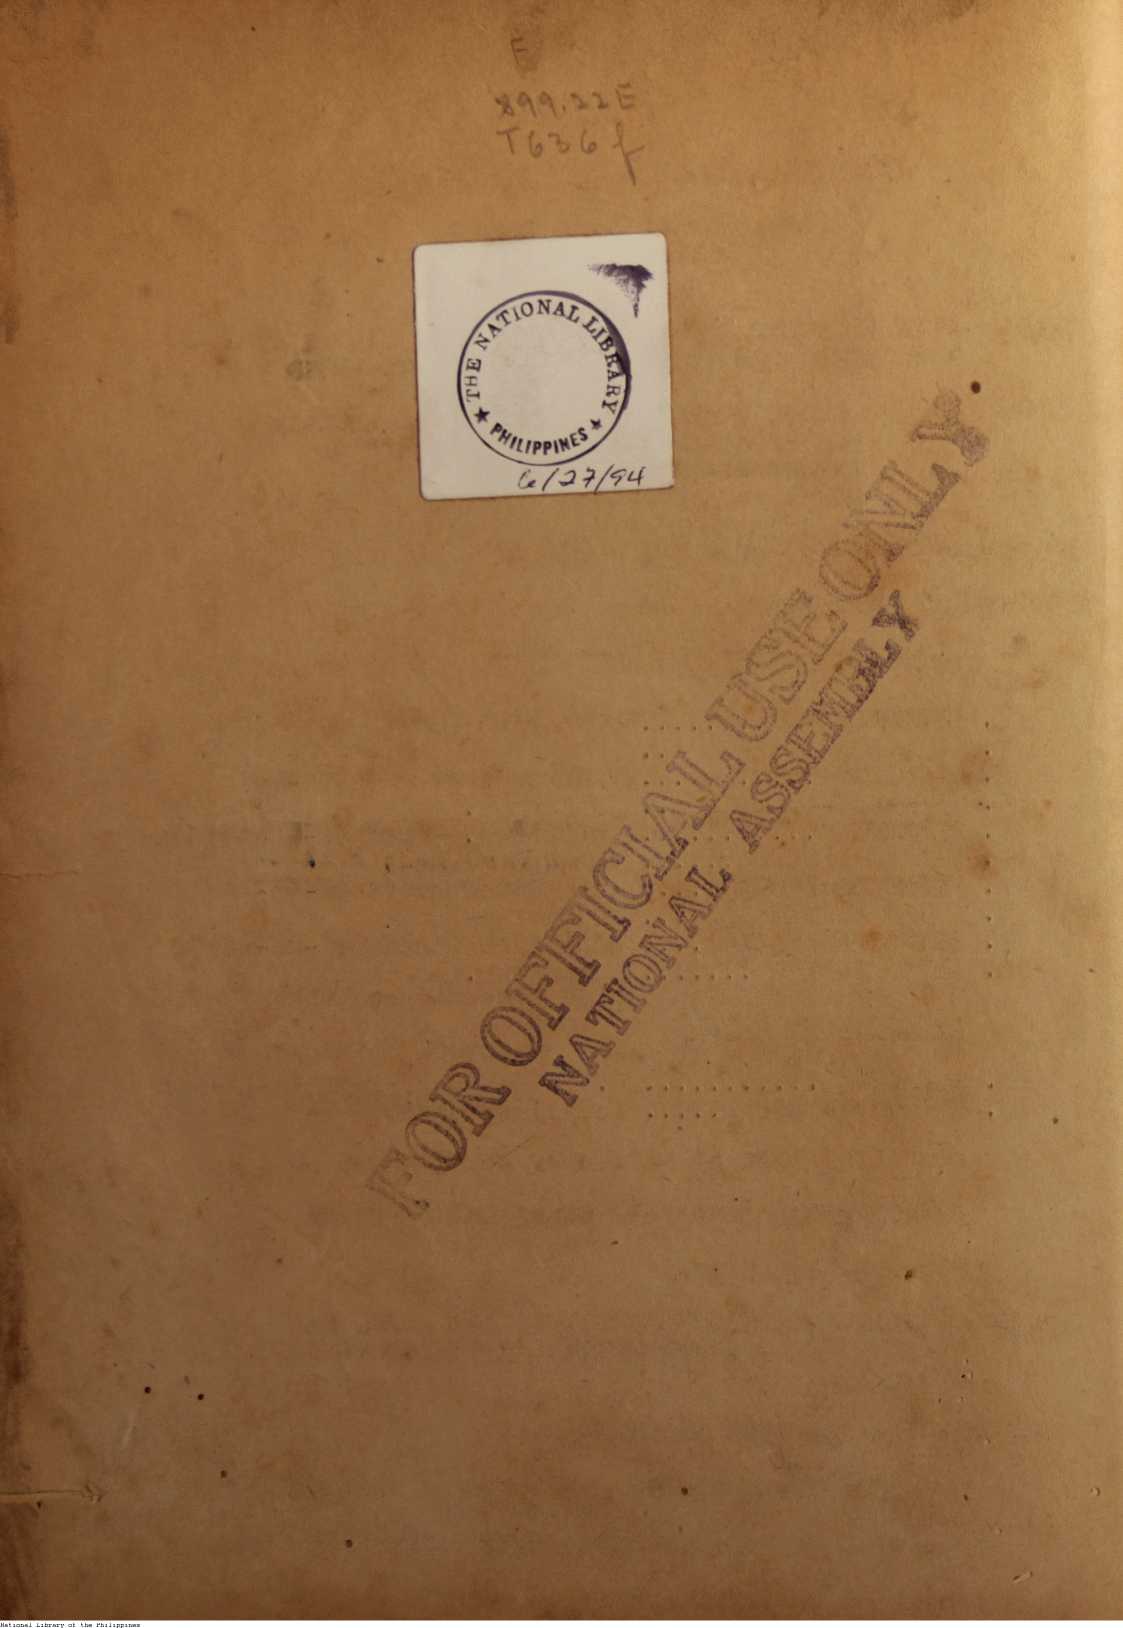 E
899.22E
T636f
THE NATIONAL LIBRARY
PHILIPPINES
6/27/94
FOR OFFICIAL USE ONLY
NATIONAL ASSEMBLY
National Library of the Philippines